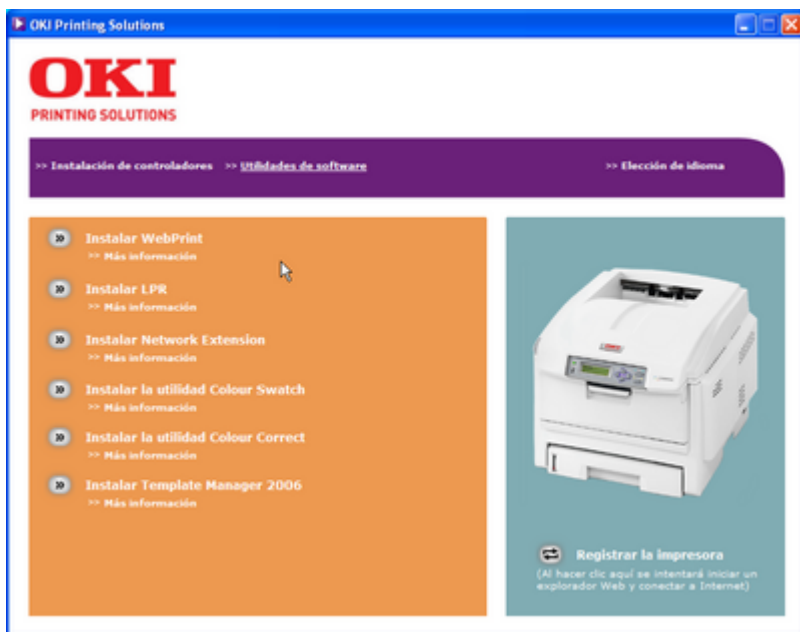 OKI Printing Solutions
OKI
PRINTING SOLUTIONS
>> Instalación de controladores >> Utilidades de software >> Elección de idioma
Instalar WebPrint
>> Más información
Instalar LPR
>> Más información
Instalar Network Extension
>> Más información
Instalar la utilidad Colour Swatch
>> Más información
Instalar la utilidad Colour Correct
>> Más información
Instalar Template Manager 2006
>> Más información
Registrar la impresora
(Al hacer clic aquí se intentará iniciar un
explorador Web y conectar a Internet)